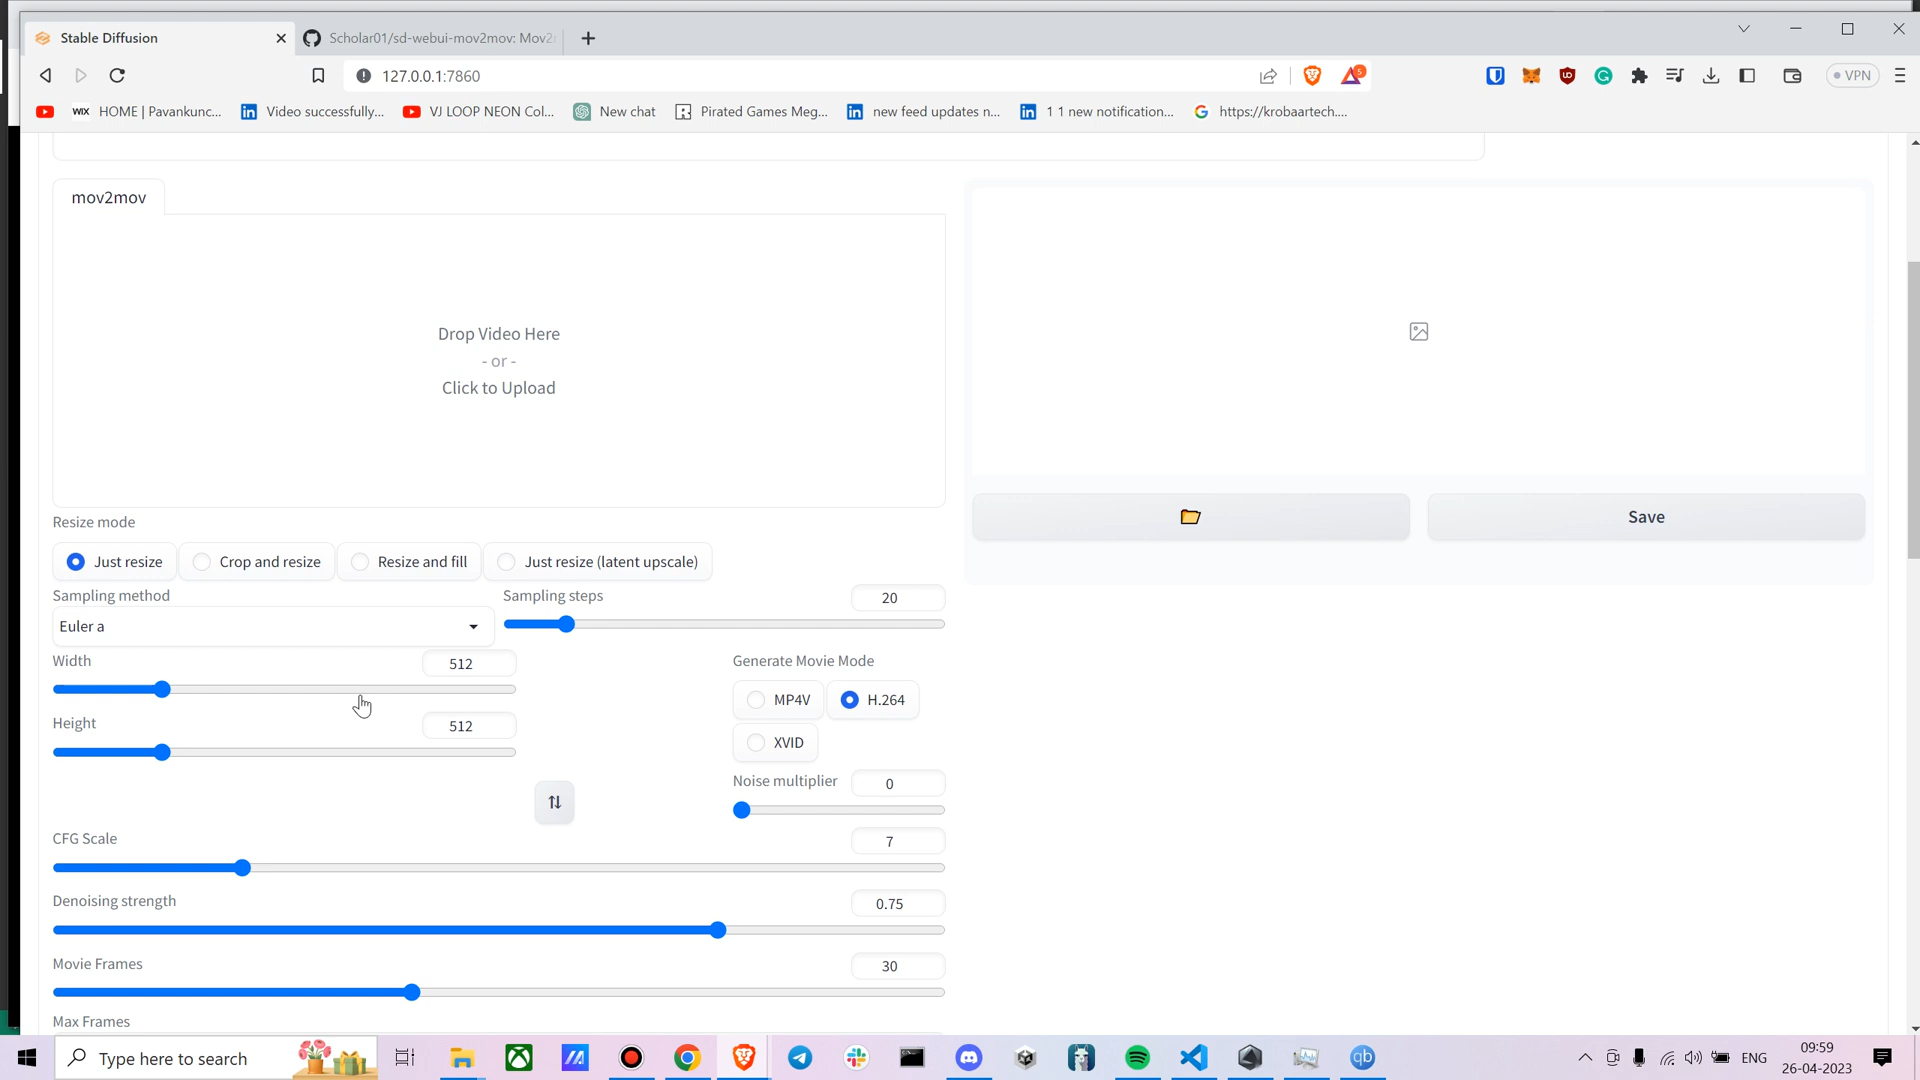 Stable Diffusion
Scholar01/sd-webui-mov2mov: Mov2
127.0.0.1:7860
5
VPN
WIX HOME | Pavankunc...
Video successfully...
VJ LOOP NEON Col...
New chat
Pirated Games Meg...
new feed updates n...
1 1 new notification...
https://krobaartech....
mov2mov
Drop Video Here
- or -
Click to Upload
Save
Resize mode
Just resize
Crop and resize
Resize and fill
Just resize (latent upscale)
Sampling method
Sampling steps
20
Euler a
Width
512
Generate Movie Mode
MP4V
H.264
Height
512
XVID
Noise multiplier
0
CFG Scale
7
Denoising strength
0.75
Movie Frames
30
Max Frames
Type here to search
qb
ENG
09:59
26-04-2023